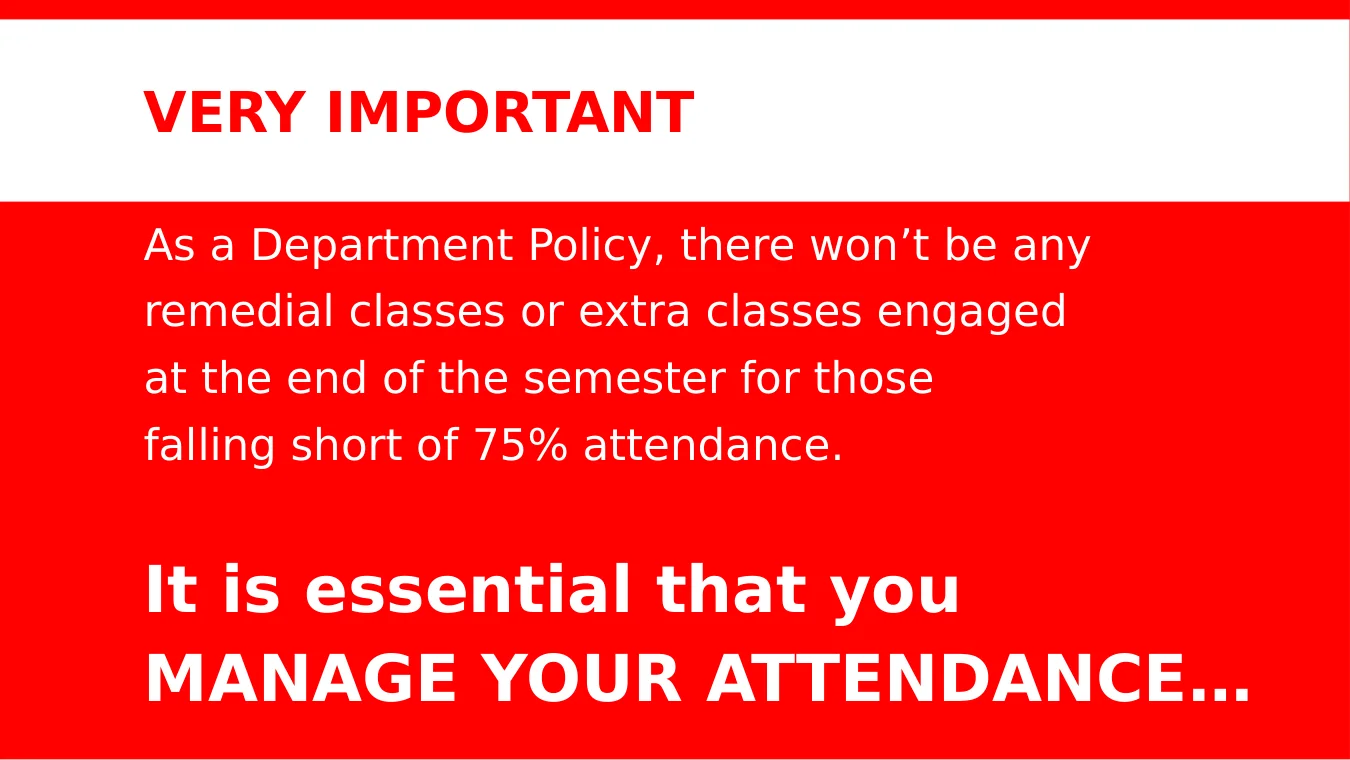 VERY IMPORTANT
As a Department Policy, there won’t be any
remedial classes or extra classes engaged
at the end of the semester for those
falling short of 75% attendance.
It is essential that you
MANAGE YOUR ATTENDANCE…